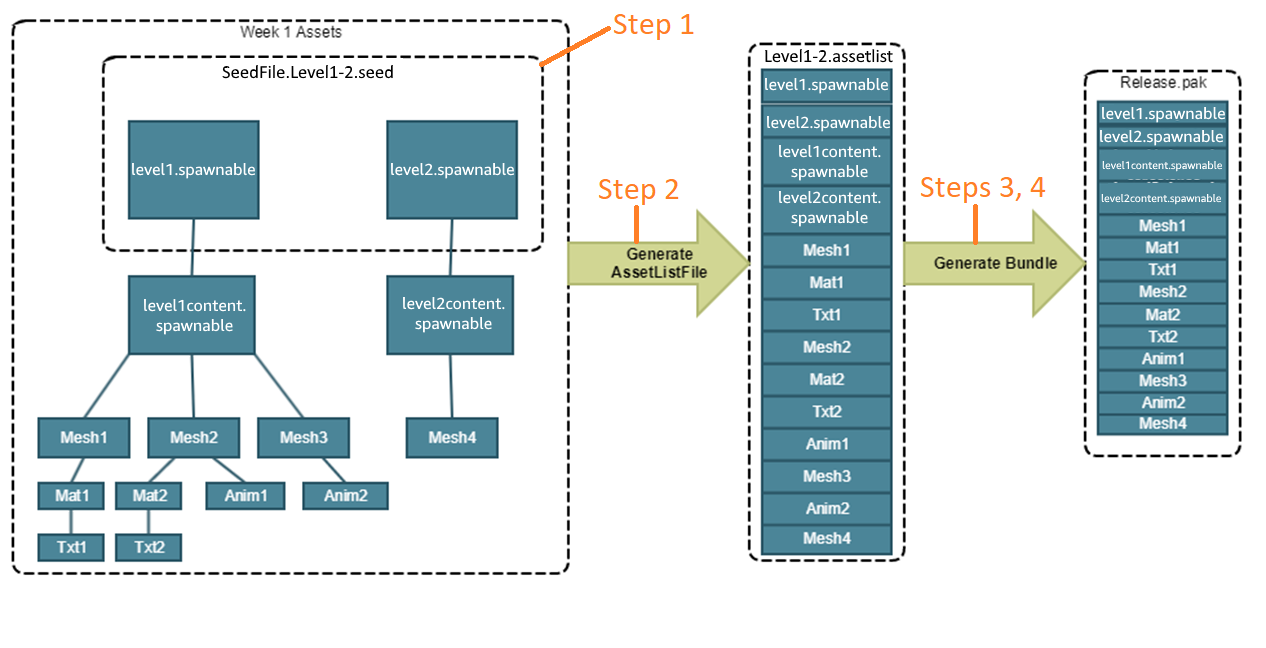 Week 1 Assets
Step 1
SeedFile.Level1-2.seed
level1.spawnable
level2.spawnable
level1content.
spawnable
level2content.
spawnable
Mesh1
Mesh2
Mesh3
Mesh4
Mat1
Mat2
Anim1
Anim2
Txt1
Txt2
Step 2
Generate
AssetListFile
Level1-2.assetlist
level1.spawnable
level2.spawnable
level1content.
spawnable
level2content.
spawnable
Mesh1
Mat1
Txt1
Mesh2
Mat2
Txt2
Anim1
Mesh3
Anim2
Mesh4
Steps 3, 4
Generate Bundle
Release.pak
level1.spawnable
level2.spawnable
level1content.spawnable
level2content.spawnable
Mesh1
Mat1
Txt1
Mesh2
Mat2
Txt2
Anim1
Mesh3
Anim2
Mesh4